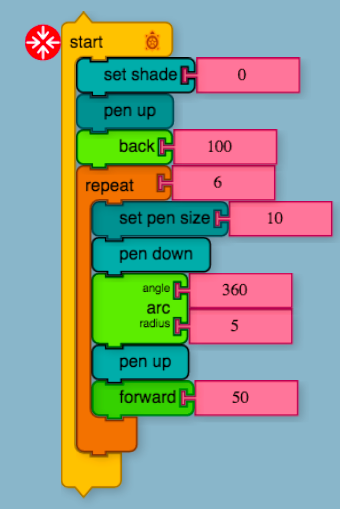 start
set shade 0
pen up
back 100
repeat 6
set pen size 10
pen down
angle 360
arc
radius 5
pen up
forward 50